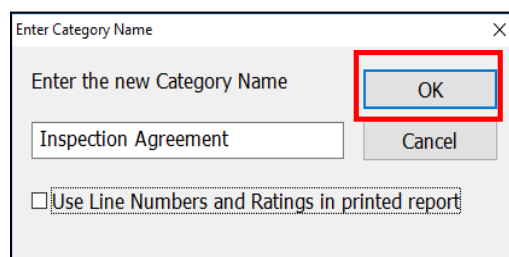 Enter Category Name
Enter the new Category Name
OK
Inspection Agreement
Cancel
Use Line Numbers and Ratings in printed report